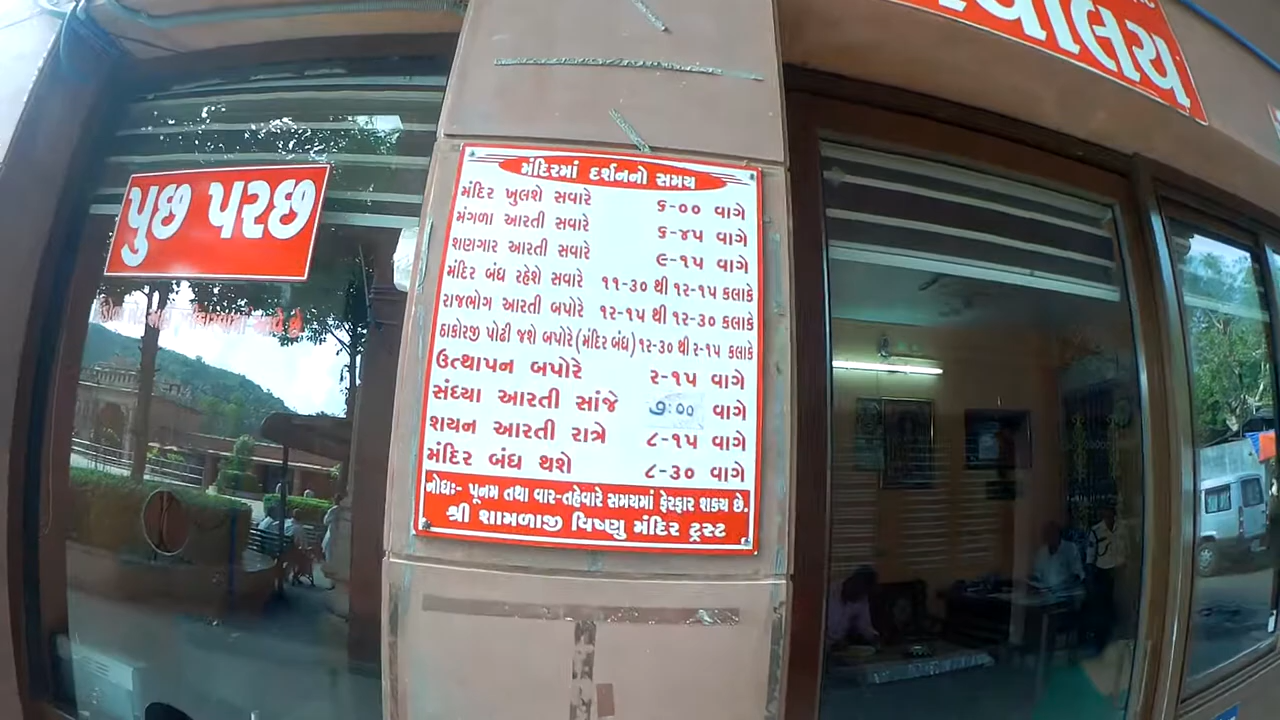 પુછ પરછ
મંદિરમાં દર્શનનો સમય
મંદિર ખુલશે સવારે ૬-૦૦ વાગે
મંગળા આરતી સવારે ૬-૪૫ વાગે
શણગાર આરતી સવારે ૯-૧૫ વાગે
મંદિર બંધ રહેશે સવારે ૧૧-૩૦ થી ૧૨-૧૫ કલાકે
રાજભોગ આરતી બપોરે ૧૨-૧૫ થી ૧૨-૩૦ કલાકે
ઠાકોરજી પોઢી જશે બપોરે (મંદિર બંધ) ૧૨-૩૦ થી ૨-૧૫ કલાકે
ઉત્થાપન બપોરે ૨-૧૫ વાગે
સંધ્યા આરતી સાંજે ૭:૦૦ વાગે
શયન આરતી રાત્રે ૮-૧૫ વાગે
મંદિર બંધ થશે ૮-૩૦ વાગે
નોધઃ- પૂનમ તથા વાર-તહેવારે સમયમાં ફેરફાર શક્ય છે.
શ્રી શામળાજી વિષ્ણુ મંદિર ટ્રસ્ટ